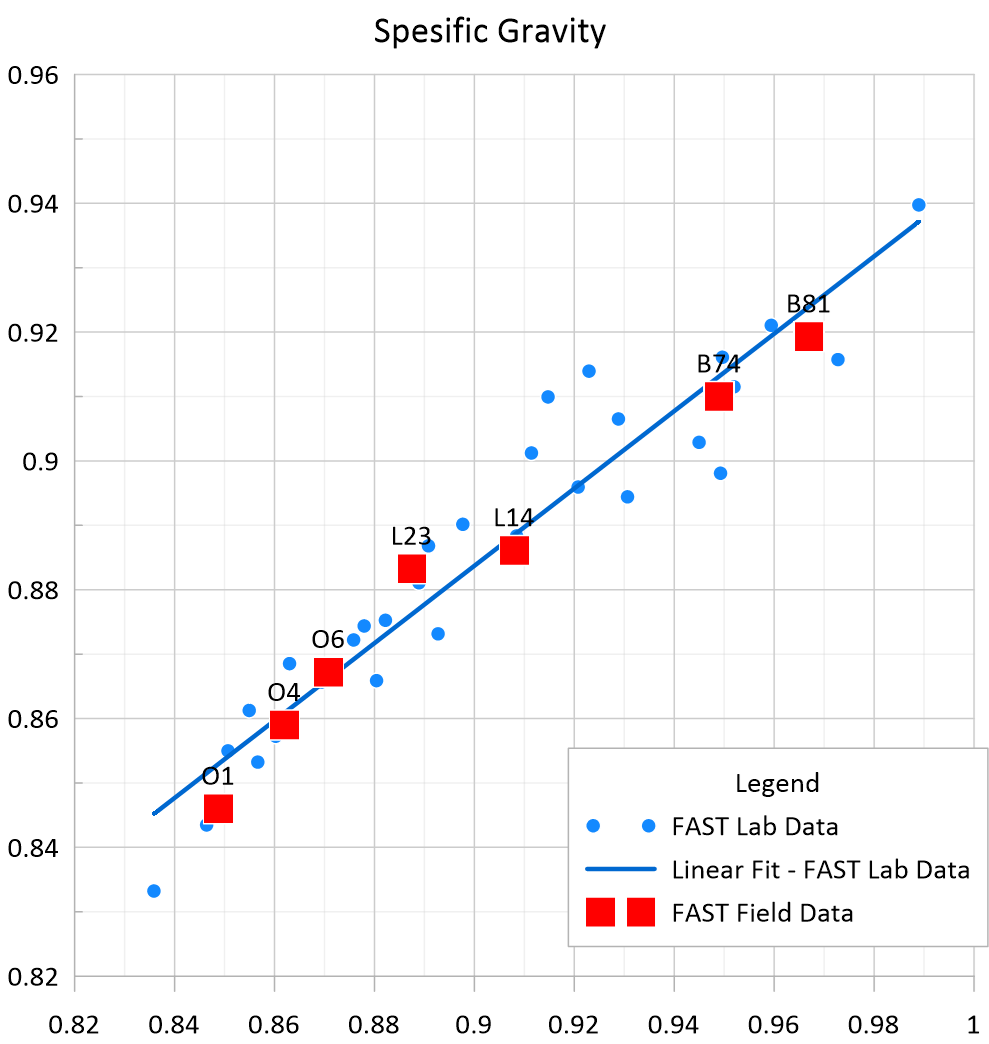 Spesific Gravity
0.96
0.94
0.92
0.9
0.88
0.86
0.84
0.82
B81
B74
L14
L23
O6
O4
O1
Legend
FAST Lab Data
Linear Fit - FAST Lab Data
FAST Field Data
0.82 0.84 0.86 0.88 0.9 0.92 0.94 0.96 0.98 1